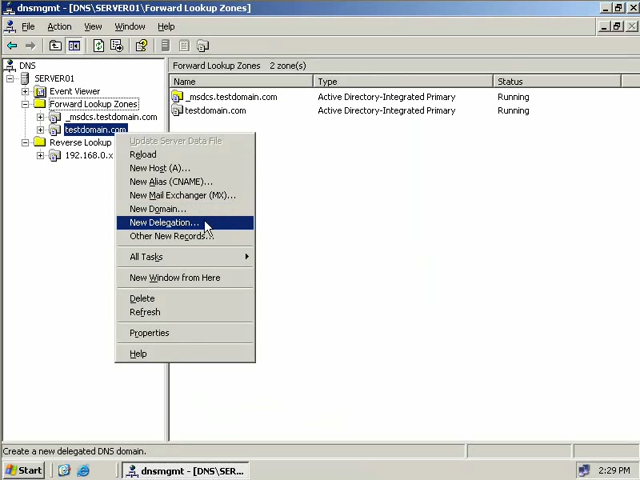 dnsmgmt - [DNS\SERVER01\Forward Lookup Zones]
File Action View Window Help
DNS
SERVER01
Event Viewer
Forward Lookup Zones
_msdcs.testdomain.com
testdomain.com
Reverse Lookup
192.168.0.x
Forward Lookup Zones 2 zone(s)
Name Type Status
_msdcs.testdomain.com Active Directory-Integrated Primary Running
testdomain.com Active Directory-Integrated Primary Running
Update Server Data File
Reload
New Host (A)...
New Alias (CNAME)...
New Mail Exchanger (MX)...
New Domain...
New Delegation...
Other New Records...
All Tasks
New Window from Here
Delete
Refresh
Properties
Help
Create a new delegated DNS domain.
Start dnsmgmt - [DNS\SER... 2:29 PM